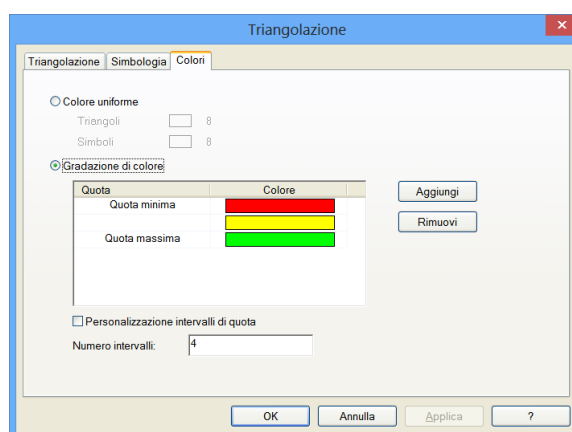 Triangolazione
Triangolazione Simbologia Colori
Colore uniforme
Triangoli 8
Simboli 8
Gradazione di colore
Quota Colore
Quota minima
Quota massima
Aggiungi
Rimuovi
Personalizzazione intervalli di quota
Numero intervalli: 4
OK Annulla Applica ?